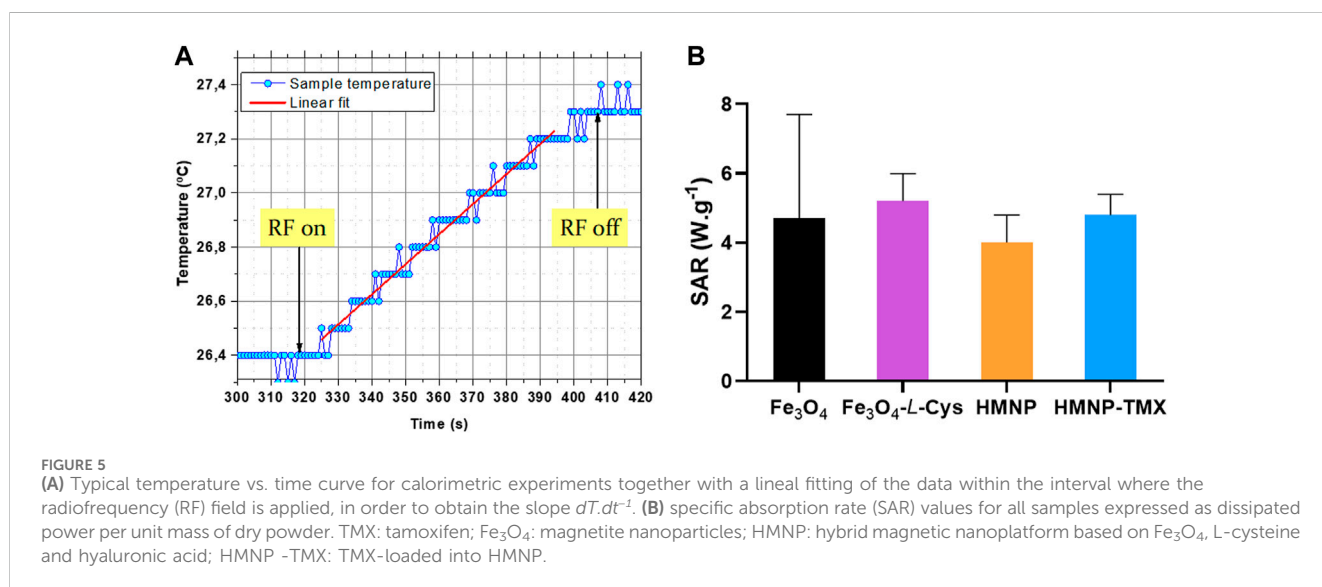 A
27,4
27,2
27,0
26,8
26,6
26,4
Temperature (ºC)
Sample temperature
Linear fit
RF on
RF off
300 310 320 330 340 350 360 370 380 390 400 410 420
Time (s)
B
8
6
4
2
0
SAR (W.g⁻¹)
Fe₃O₄ Fe₃O₄-L-Cys HMNP HMNP-TMX
FIGURE 5
(A) Typical temperature vs. time curve for calorimetric experiments together with a lineal fitting of the data within the interval where the
radiofrequency (RF) field is applied, in order to obtain the slope dT.dt⁻¹. (B) specific absorption rate (SAR) values for all samples expressed as dissipated
power per unit mass of dry powder. TMX: tamoxifen; Fe₃O₄: magnetite nanoparticles; HMNP: hybrid magnetic nanoplatform based on Fe₃O₄, L-cysteine
and hyaluronic acid; HMNP -TMX: TMX-loaded into HMNP.